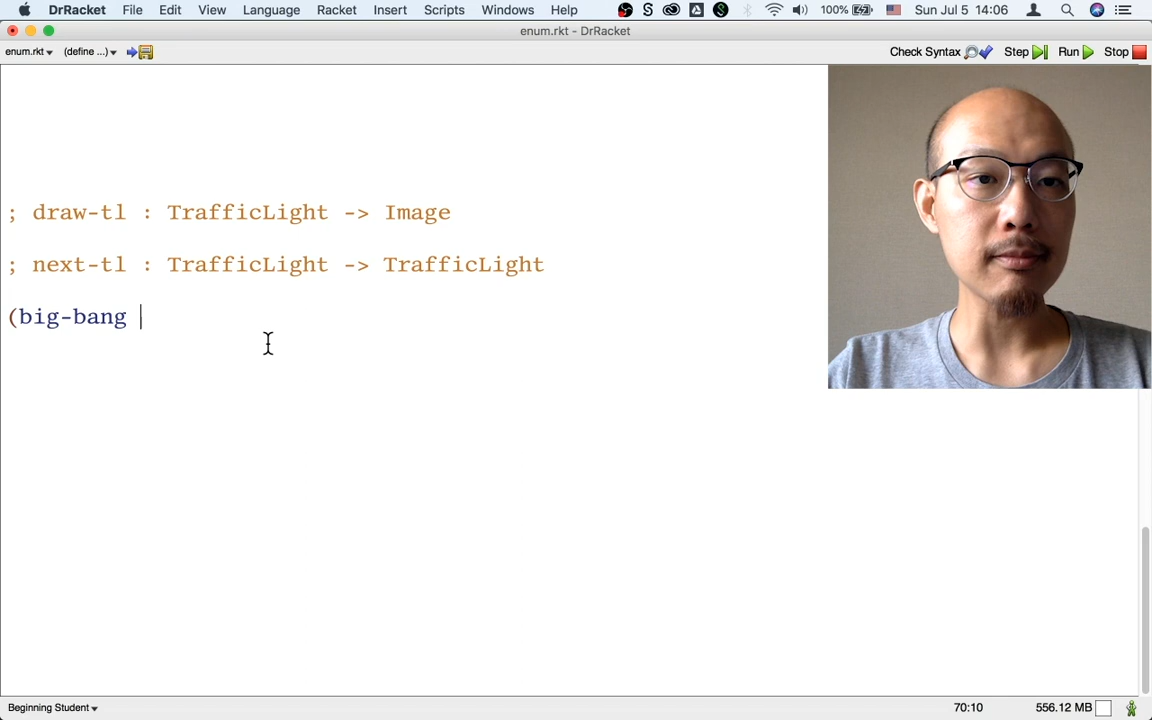 DrRacket File Edit View Language Racket Insert Scripts Windows Help 100% Sun Jul 5 14:06
enum.rkt - DrRacket
enum.rkt (define ...) Check Syntax Step Run Stop
; draw-tl : TrafficLight -> Image
; next-tl : TrafficLight -> TrafficLight
(big-bang
Beginning Student 70:10 556.12 MB